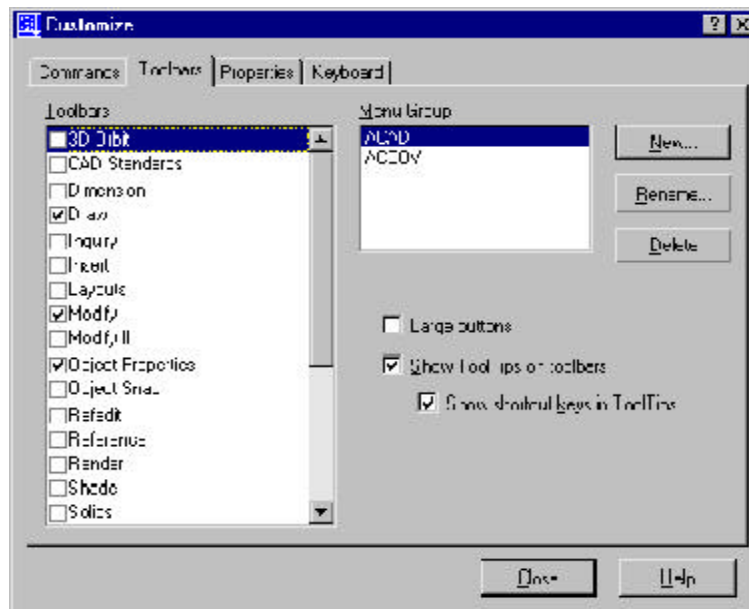 Customize
Commands
Toolbars
Properties
Keyboard
Toolbars
3D Orbit
CAD Standards
Dimension
Draw
Inquiry
Insert
Layouts
Modify
Modify II
Object Properties
Object Snap
Refedit
Reference
Render
Shade
Solids
Menu Group
ACAD
New...
Rename...
Delete
Large buttons
Show ToolTips on toolbars
Show shortcut keys in ToolTips
Close
Help